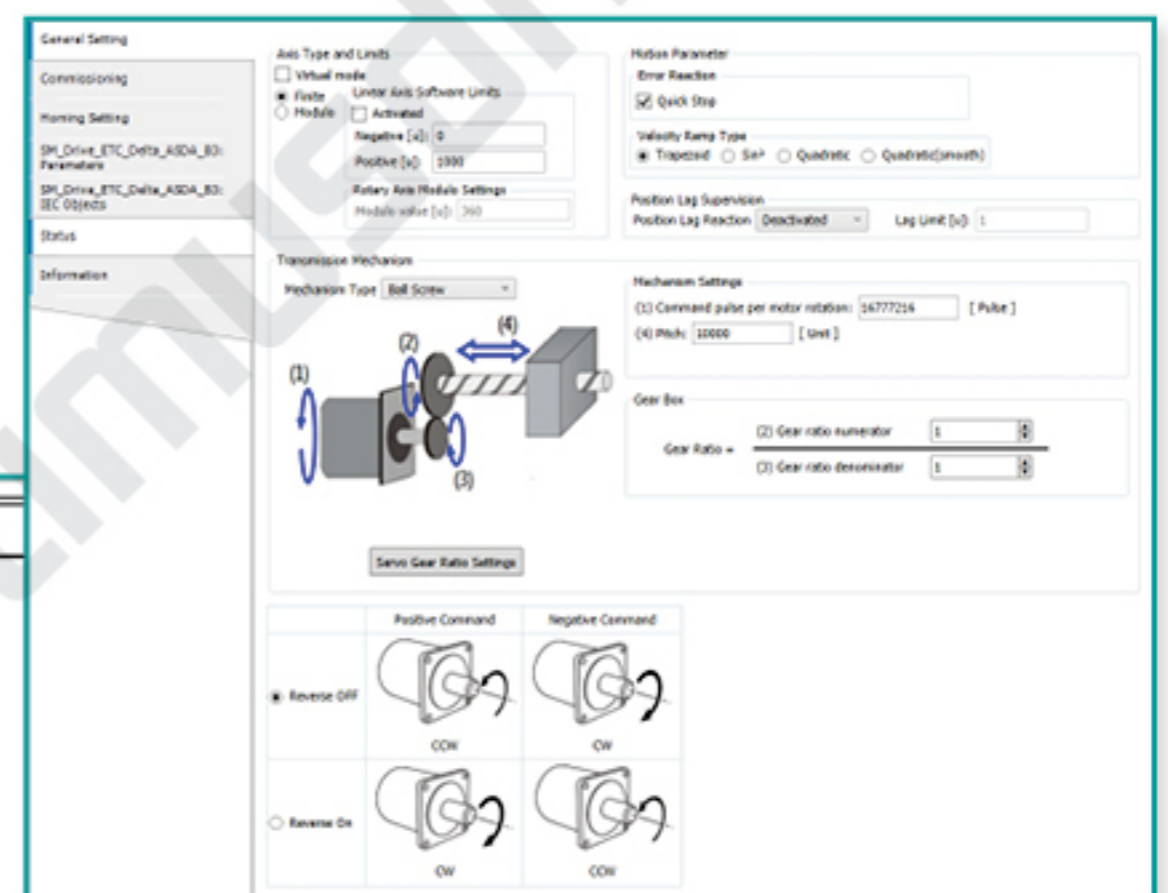 General Setting
Commissioning
Homing Setting
SM_Drive_ETC_Delta_ASDA_B3:
Parameters
SM_Drive_ETC_Delta_ASDA_B3:
IEC Objects
Status
Information
Axis Type and Limits
Virtual mode
Finite
Modulo
Linear Axis Software Limits
Activated
Negative [u]: 0
Positive [u]: 1000
Rotary Axis Modulo Settings
Modulo value [u]: 360
Motion Parameter
Error Reaction
Quick Stop
Velocity Ramp Type
Trapezoid Sin² Quadratic Quadratic(smooth)
Position Lag Supervision
Position Lag Reaction Deactivated Lag Limit [u]: 1
Transmission Mechanism
Mechanism Type Ball Screw
(1)
(2)
(4)
(3)
Servo Gear Ratio Settings
Mechanism Settings
(1) Command pulse per motor rotation: 16777216 [ Pulse ]
(4) Pitch: 10000 [ Unit ]
Gear Box
Gear Ratio =
(2) Gear ratio numerator 1
(3) Gear ratio denominator 1
Positive Command Negative Command
Reverse OFF
CCW CW
Reverse On
CW CCW